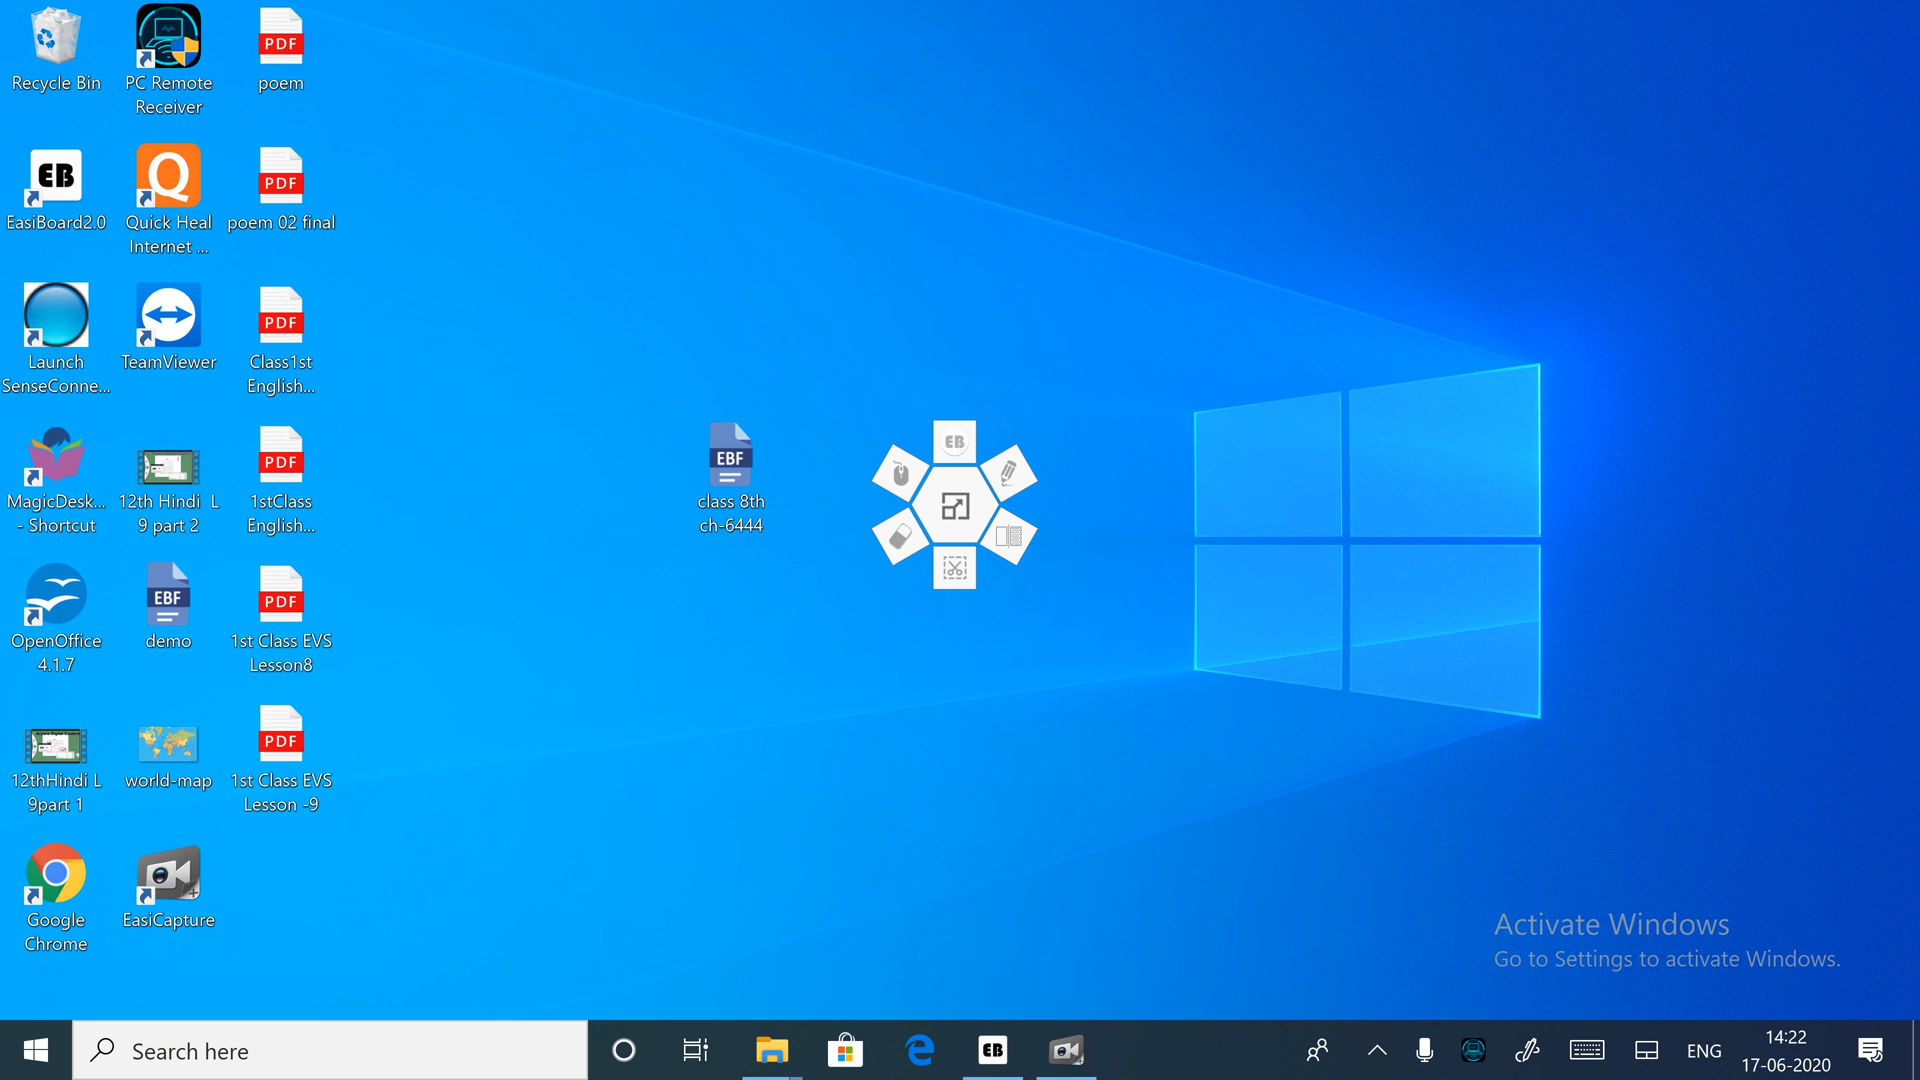 Recycle Bin
PC Remote
Receiver
PDF
poem
EB
EasiBoard2.0
Q
Quick Heal
Internet ...
PDF
poem 02 final
Launch
SenseConne...
TeamViewer
PDF
Class1st
English...
MagicDesk...
- Shortcut
12th Hindi L
9 part 2
PDF
1stClass
English...
EBF
class 8th
ch-6444
EB
OpenOffice
4.1.7
EBF
demo
PDF
1st Class EVS
Lesson8
12thHindi L
9part 1
world-map
PDF
1st Class EVS
Lesson -9
Google
Chrome
EasiCapture
Activate Windows
Go to Settings to activate Windows.
Search here
EB
ENG
14:22
17-06-2020